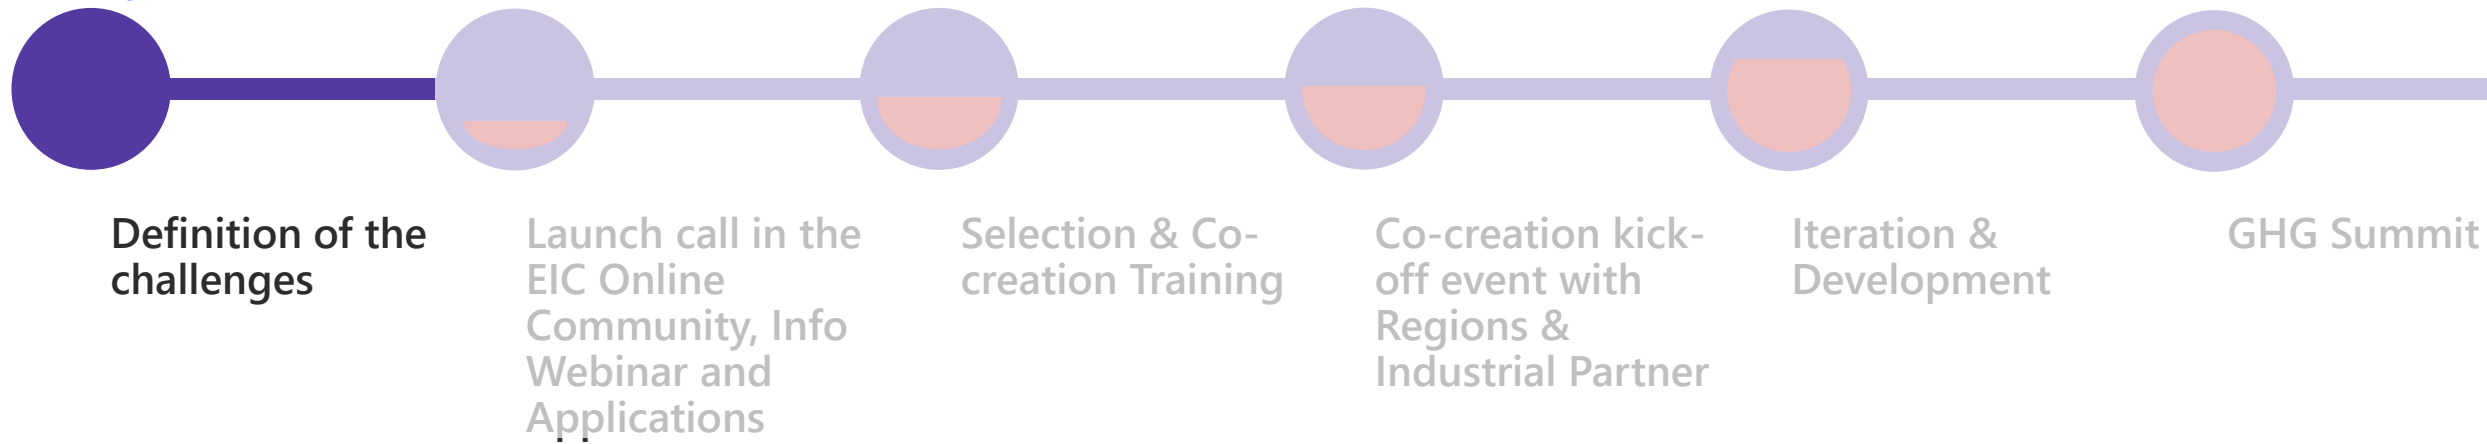 Definition of the
challenges
Launch call in the
EIC Online
Community, Info
Webinar and
Applications
Selection & Co-
creation Training
Co-creation kick-
off event with
Regions &
Industrial Partner
Iteration &
Development
GHG Summit